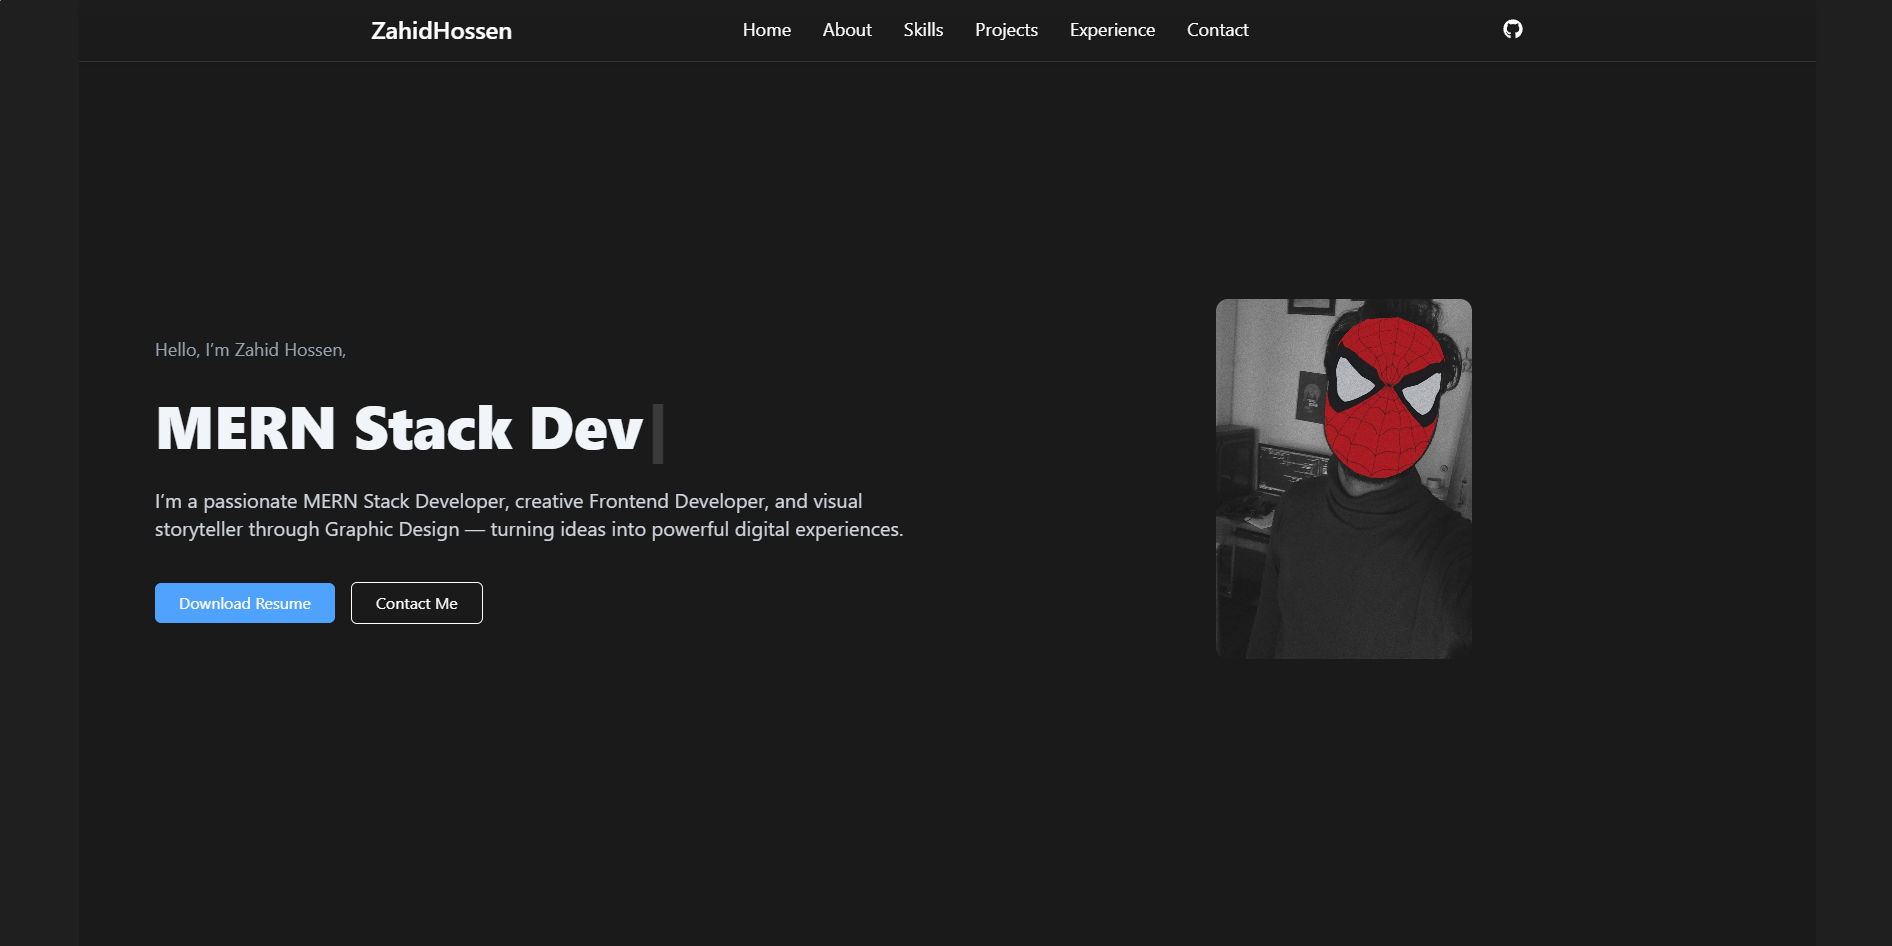 ZahidHossen
Home About Skills Projects Experience Contact
Hello, I’m Zahid Hossen,
MERN Stack Dev
I’m a passionate MERN Stack Developer, creative Frontend Developer, and visual
storyteller through Graphic Design — turning ideas into powerful digital experiences.
Download Resume Contact Me